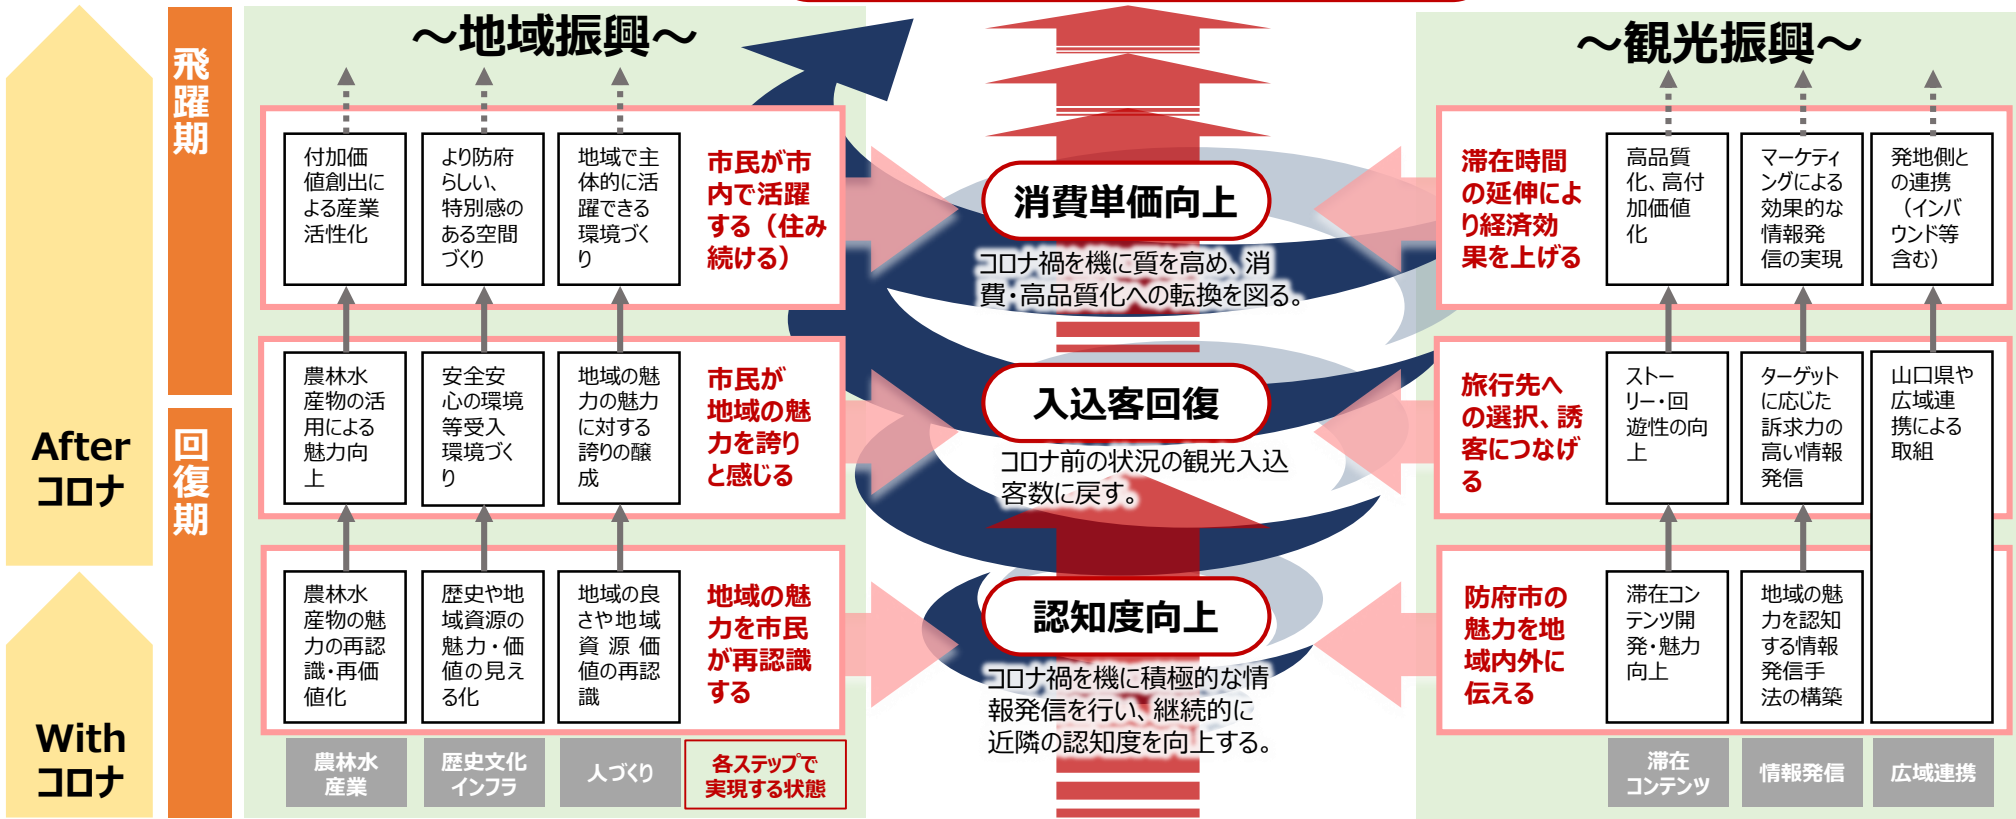 ～地域振興～
～観光振興～
飛躍期
回復期
After
コロナ
With
コロナ
付加価
値創出に
よる産業
活性化
より防府
らしい、
特別感の
ある空間
づくり
地域で主
体的に活
躍できる
環境づく
り
市民が市
内で活躍
する（住み
続ける）
消費単価向上
コロナ禍を機に質を高め、消
費・高品質化への転換を図る。
滞在時間
の延伸によ
り経済効
果を上げる
高品質
化、高付
加価値
化
マーケティ
ングによる
効果的な
情報発
信の実現
発地側と
の連携
（インバ
ウンド等
含む）
農林水
産物の活
用による
魅力向
上
安全安
心の環境
等受入
環境づく
り
地域の魅
力の魅力
に対する
誇りの醸
成
市民が
地域の魅
力を誇り
と感じる
入込客回復
コロナ前の状況の観光入込
客数に戻す。
旅行先へ
の選択、誘
客につなげ
る
ストー
リー・回
遊性の向
上
ターゲット
に応じた
訴求力の
高い情報
発信
山口県や
広域連
携による
取組
農林水
産物の魅
力の再認
識・再価
値化
歴史や地
域資源の
魅力・価
値の見え
る化
地域の良
さや地域
資源価
値の再認
識
地域の魅
力を市民
が再認識
する
認知度向上
コロナ禍を機に積極的な情
報発信を行い、継続的に
近隣の認知度を向上する。
防府市の
魅力を地
域内外に
伝える
滞在コン
テンツ開
発・魅力
向上
地域の魅
力を認知
する情報
発信手
法の構築
農林水
産業
歴史文化
インフラ
人づくり
各ステップで
実現する状態
滞在
コンテンツ
情報発信
広域連携